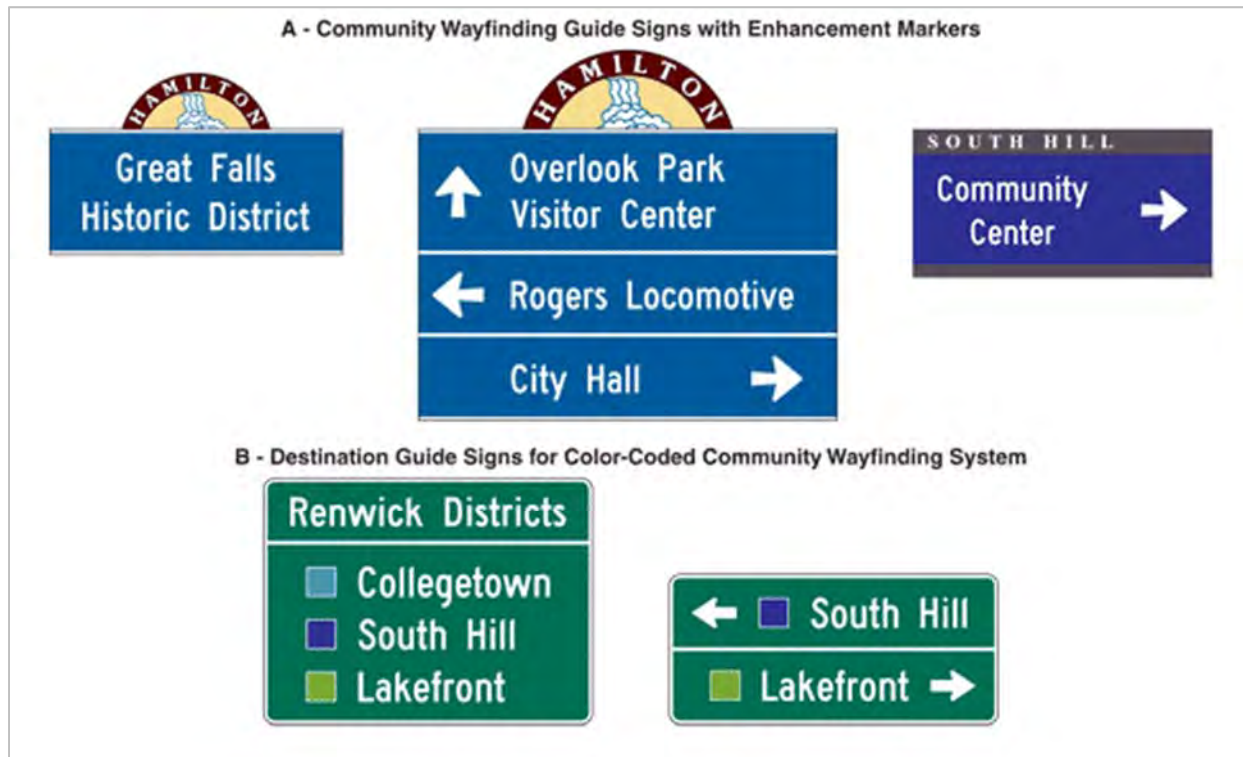 A - Community Wayfinding Guide Signs with Enhancement Markers
HAMILTON
Great Falls
Historic District
HAMILTON
Overlook Park
Visitor Center
Rogers Locomotive
City Hall
SOUTH HILL
Community
Center
B - Destination Guide Signs for Color-Coded Community Wayfinding System
Renwick Districts
Collegetown
South Hill
Lakefront
South Hill
Lakefront